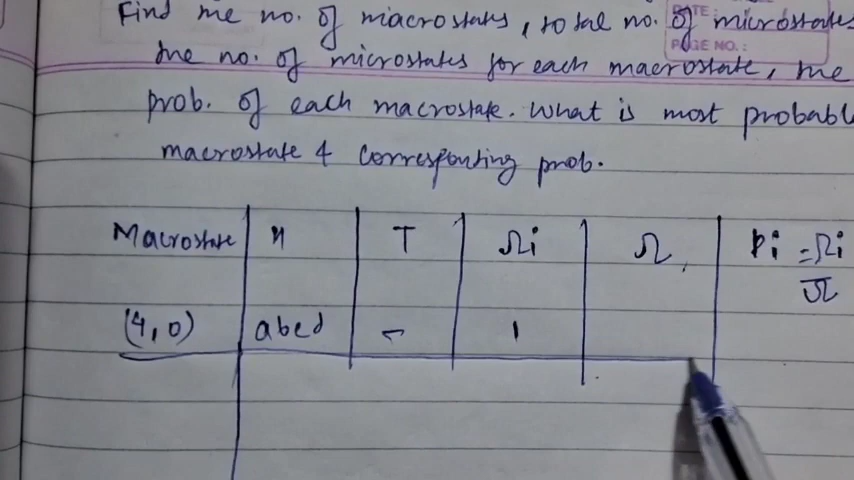 Find the no. of macrostates, total no. of microstates
DATE:
PAGE NO.:
the no. of microstates for each macrostate, the
prob. of each macrostate. What is most probabl
macrostate & corresponding prob.
Macrostate H T Ωi Ω pi = Ωi/Ω
(4,0) abcd - 1